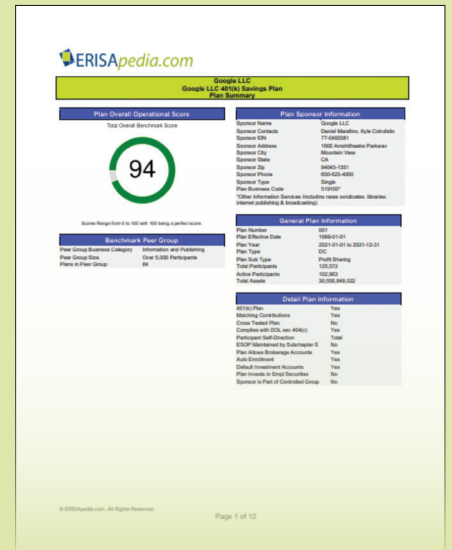 ERISApedia.com
Google LLC
Google LLC 401(k) Savings Plan
Plan Summary
Plan Overall Operational Score
Total Overall Benchmark Score
94
Scores Range from 0 to 100 with 100 being a perfect score.
Benchmark Peer Group
Peer Group Business Category Information and Publishing
Peer Group Size Over 5,000 Participants
Plans in Peer Group 84
Plan Sponsor Information
Sponsor Name Google LLC
Sponsor Contacts Daniel Marafino, Kyle
Sponsor EIN
Sponsor Address 1600 Amphitheatre Parkway
Sponsor City Mountain View
Sponsor State CA
Sponsor Zip 94043-1351
Sponsor Phone 650-623-4000
Sponsor Type Single
Plan Business Code 519100*
*Other Information Services (including news syndicates, libraries,
internet publishing & broadcasting)
General Plan Information
Plan Number 001
Plan Effective Date 1999-01-01
Plan Year 2021-01-01 to 2021-12-31
Plan Type DC
Plan Sub Type Profit Sharing
Total Participants 125,572
Active Participants 102,963
Total Assets 30,556,649,022
Detail Plan Information
401(k) Plan Yes
Matching Contributions Yes
Cross Tested Plan No
Complies with DOL sec 404(c) Yes
Participant Self-Direction Total
ESOP Maintained by Subchapter S No
Plan Allows Brokerage Accounts Yes
Auto Enrollment Yes
Default Investment Accounts Yes
Plan Invests in Empl Securities No
Sponsor is Part of Controlled Group No
© ERISApedia.com. All Rights Reserved.
Page 1 of 12